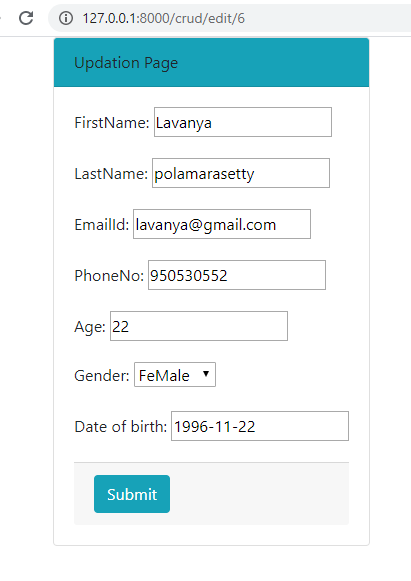 127.0.0.1:8000/crud/edit/6
Updation Page
FirstName: Lavanya
LastName: polamarasetty
EmailId: lavanya@gmail.com
PhoneNo: 950530552
Age: 22
Gender: FeMale
Date of birth: 1996-11-22
Submit